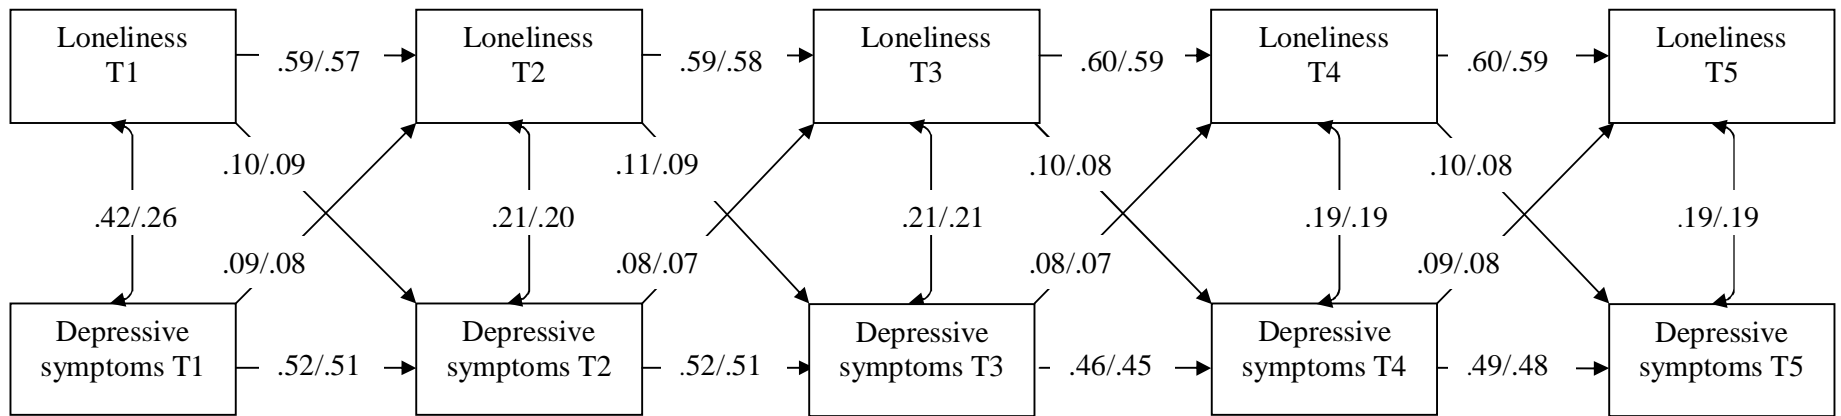 Loneliness
T1
.59/.57
Loneliness
T2
.59/.58
Loneliness
T3
.60/.59
Loneliness
T4
.60/.59
Loneliness
T5
.10/.09
.11/.09
.10/.08
.10/.08
.42/.26
.21/.20
.21/.21
.19/.19
.19/.19
.09/.08
.08/.07
.08/.07
.09/.08
Depressive
symptoms T1
.52/.51
Depressive
symptoms T2
.52/.51
Depressive
symptoms T3
.46/.45
Depressive
symptoms T4
.49/.48
Depressive
symptoms T5